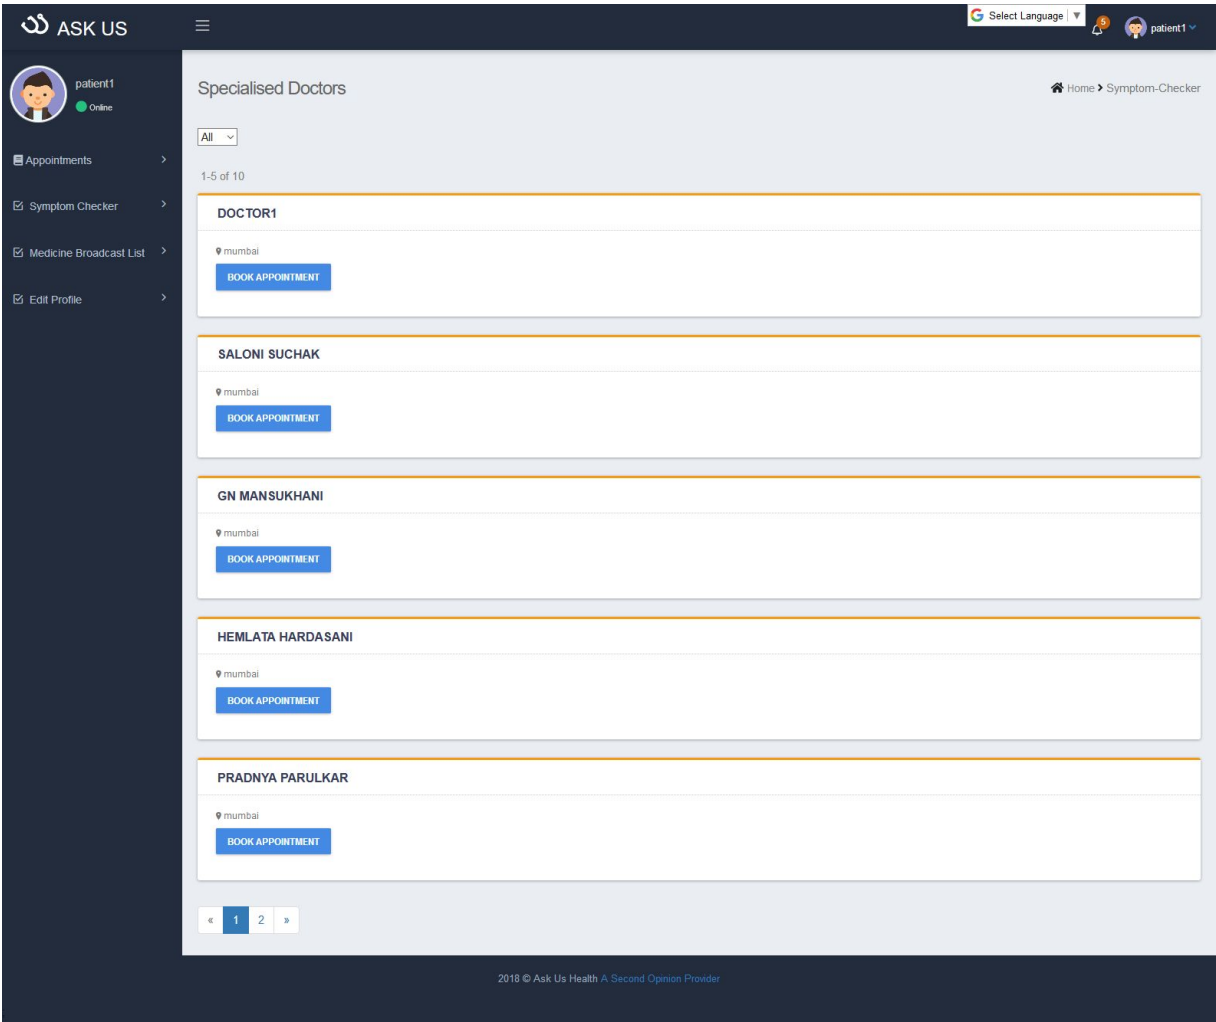 ASK US
Select Language ▼
5
patient1
patient1
Online
Appointments
Symptom Checker
Medicine Broadcast List
Edit Profile
Specialised Doctors
Home > Symptom-Checker
All
1-5 of 10
DOCTOR1
mumbai
BOOK APPOINTMENT
SALONI SUCHAK
mumbai
BOOK APPOINTMENT
GN MANSUKHANI
mumbai
BOOK APPOINTMENT
HEMLATA HARDASANI
mumbai
BOOK APPOINTMENT
PRADNYA PARULKAR
mumbai
BOOK APPOINTMENT
« 1 2 »
2018 © Ask Us Health A Second Opinion Provider